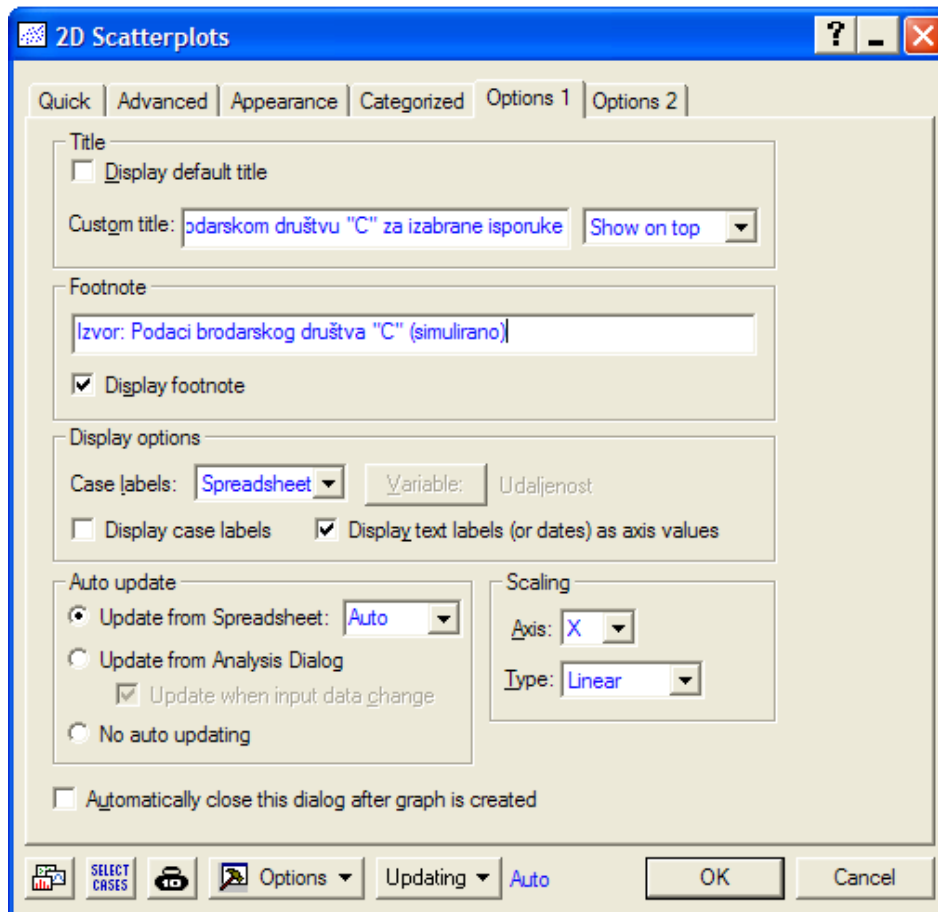 2D Scatterplots
Quick Advanced Appearance Categorized Options 1 Options 2
Title
Display default title
Custom title: odarskom društvu "C" za izabrane isporuke Show on top
Footnote
Izvor: Podaci brodarskog društva "C" (simulirano)
Display footnote
Display options
Case labels: Spreadsheet Variable: Udaljenost
Display case labels Display text labels (or dates) as axis values
Auto update
Update from Spreadsheet: Auto
Update from Analysis Dialog
Update when input data change
No auto updating
Scaling
Axis: X
Type: Linear
Automatically close this dialog after graph is created
SELECT
CASES
Options Updating Auto OK Cancel